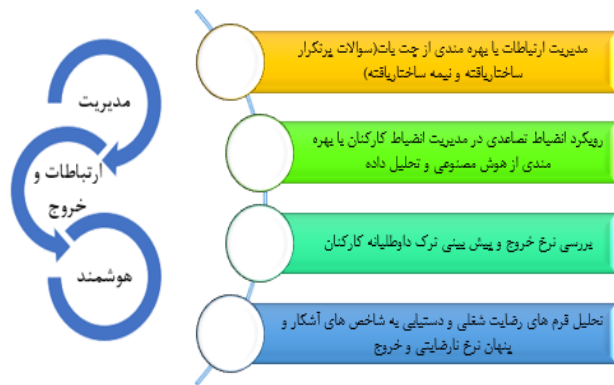 مدیریت
ارتباطات و
خروج
هوشمند
مدیریت ارتباطات با بهره مندی از چت بات(سوالات پرتکرار
ساختاریافته و نیمه ساختاریافته)
رویکرد انضباط تصاعدی در مدیریت انضباط کارکنان با بهره
مندی از هوش مصنوعی و تحلیل داده
بررسی نرخ خروج و پیش بینی ترک داوطلبانه کارکنان
تحلیل فرم های رضایت شغلی و دستیابی به شاخص های آشکار و
پنهان نرخ نارضایتی و خروج